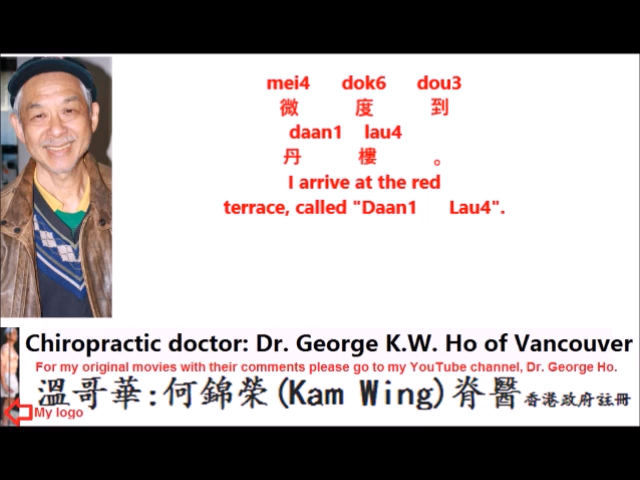 mei4 dok6 dou3
微 度 到
daan1 lau4
丹 樓 。
I arrive at the red
terrace, called "Daan1 Lau4".
Chiropractic doctor: Dr. George K.W. Ho of Vancouver
For my original movies with their comments please go to my YouTube channel, Dr. George Ho.
溫哥華:何錦榮(Kam Wing)脊醫香港政府註冊
My logo